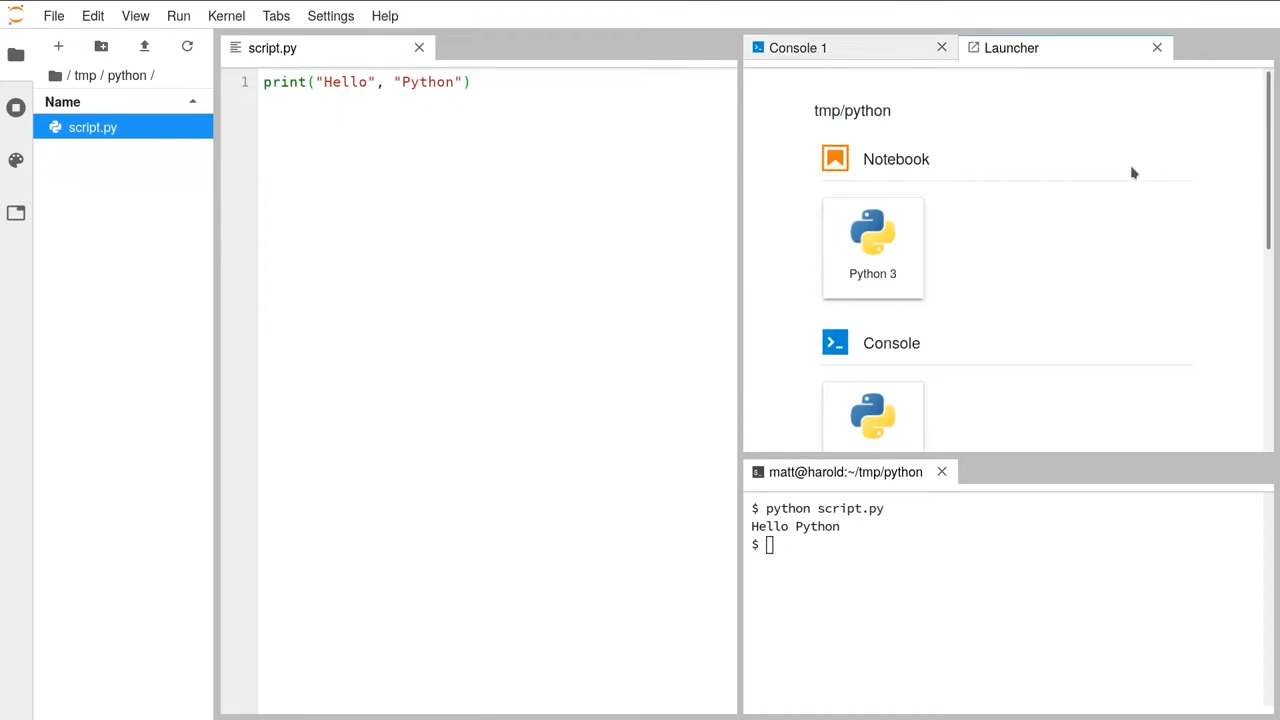 File Edit View Run Kernel Tabs Settings Help
/ tmp / python /
Name
script.py
script.py
1 print("Hello", "Python")
Console 1
Launcher
tmp/python
Notebook
Python 3
Console
matt@harold:~/tmp/python
$ python script.py
Hello Python
$